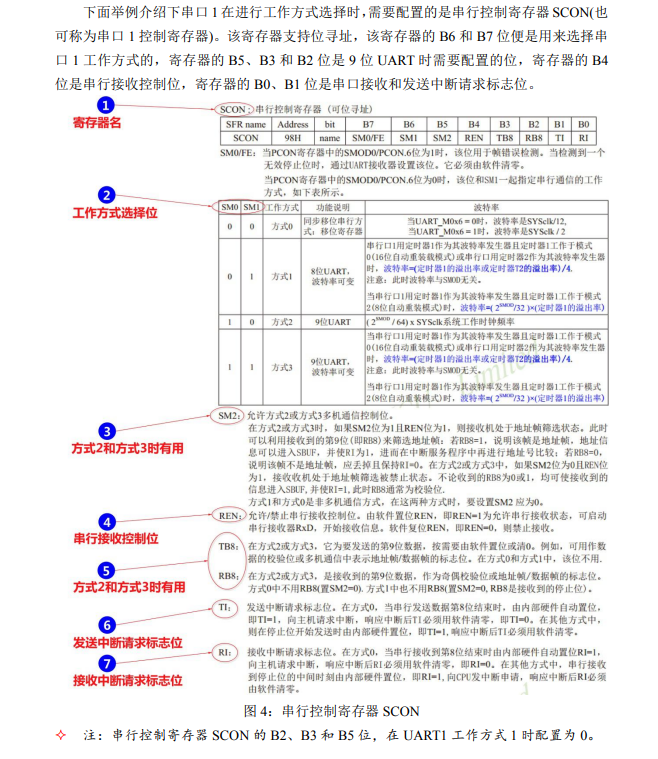 下面举例介绍下串口 1 在进行工作方式选择时,需要配置的是串行控制寄存器 SCON(也
可称为串口 1 控制寄存器)。该寄存器支持位寻址，该寄存器的 B6 和 B7 位便是用来选择串
口 1 工作方式的，寄存器的 B5、B3 和 B2 位是 9 位 UART 时需要配置的位，寄存器的 B4
位是串行接收控制位，寄存器的 B0、B1 位是串口接收和发送中断请求标志位。
1
寄存器名
SCON：串行控制寄存器（可位寻址）
SFR name Address bit B7 B6 B5 B4 B3 B2 B1 B0
SCON 98H name SM0/FE SM1 SM2 REN TB8 RB8 TI RI
SM0/FE：当PCON寄存器中的SMOD0/PCON.6位为1时，该位用于帧错误检测。当检测到一个
无效停止位时，通过UART接收器设置该位。它必须由软件清零。
当PCON寄存器中的SMOD0/PCON.6位为0时，该位和SM1一起指定串行通信的工作
方式，如下表所示。
2
工作方式选择位
SM0 SM1 工作方式 功能说明 波特率
0 0 方式0 同步移位串行方式：移位寄存器 当UART_M0x6 = 0时，波特率是SYSclk/12,
当UART_M0x6 = 1时，波特率是SYSclk / 2
0 1 方式1 8位UART，波特率可变 串行口1用定时器1作为其波特率发生器且定时器1工作于模式
0(16位自动重装载模式)或串行口用定时器2作为其波特率发生器
时，波特率=(定时器1的溢出率或定时器T2的溢出率)/4.
注意：此时波特率与SMOD无关。
当串行口1用定时器1作为其波特率发生器且定时器1工作于模式
2(8位自动重装模式)时，波特率=( 2SMOD/32 )×(定时器1的溢出率)
1 0 方式2 9位UART ( 2SMOD / 64) x SYSclk系统工作时钟频率
1 1 方式3 9位UART，波特率可变 当串行口1用定时器1作为其波特率发生器且定时器1工作于模式
0(16位自动重装载模式)或串行口用定时器2作为其波特率发生器
时，波特率=(定时器1的溢出率或定时器T2的溢出率)/4.
注意：此时波特率与SMOD无关。
当串行口1用定时器1作为其波特率发生器且定时器1工作于模式
2(8位自动重装模式)时，波特率=( 2SMOD/32 )×(定时器1的溢出率)
3
方式2和方式3时有用
SM2：允许方式2或方式3多机通信控制位。
在方式2或方式3时，如果SM2位为1且REN位为1，则接收机处于地址帧筛选状态。此时
可以利用接收到的第9位(即RB8)来筛选地址帧：若RB8=1，说明该帧是地址帧，地址信
息可以进入SBUF，并使RI为1，进而在中断服务程序中再进行地址号比较；若RB8=0，
说明该帧不是地址帧，应丢掉且保持RI=0。在方式2或方式3中，如果SM2位为0且REN位
为1，接收收机处于地址帧筛选被禁止状态。不论收到的RB8为0或1，均可使接收到的
信息进入SBUF,并使RI=1,此时RB8通常为校验位.
方式1和方式0是非多机通信方式，在这两种方式时，要设置SM2 应为0。
4
串行接收控制位
REN：允许/禁止串行接收控制位。由软件置位REN，即REN=1为允许串行接收状态，可启动
串行接收器RxD，开始接收信息。软件复位REN，即REN=0，则禁止接收。
5
方式2和方式3时有用
TB8：在方式2或方式3，它为要发送的第9位数据，按需要由软件置位或清0。例如，可用作数
据的校验位或多机通信中表示地址帧/数据帧的标志位。在方式0和方式1中，该位不用.
RB8：在方式2或方式3，是接收到的第9位数据，作为奇偶校验位或地址帧/数据帧的标志位。
方式0中不用RB8(置SM2=0). 方式1中也不用RB8(置SM2=0, RB8是接收到的停止位)。
6
发送中断请求标志位
TI：发送中断请求标志位。在方式0，当串行发送数据第8位结束时，由内部硬件自动置位，
即TI=1，向主机请求中断，响应中断后TI必须用软件清零，即TI=0。在其他方式中，
则在停止位开始发送时由内部硬件置位，即TI=1, 响应中断后TI必须用软件清零。
7
接收中断请求标志位
RI：接收中断请求标志位。在方式0，当串行接收到第8位结束时由内部硬件自动置位RI=1，
向主机请求中断，响应中断后RI必须用软件清零，即RI=0。在其他方式中，串行接收
到停止位的中间时刻由内部硬件置位，即RI=1, 向CPU发中断申请，响应中断后RI必须
由软件清零。
图 4：串行控制寄存器 SCON
✧ 注：串行控制寄存器 SCON 的 B2、B3 和 B5 位，在 UART1 工作方式 1 时配置为 0。